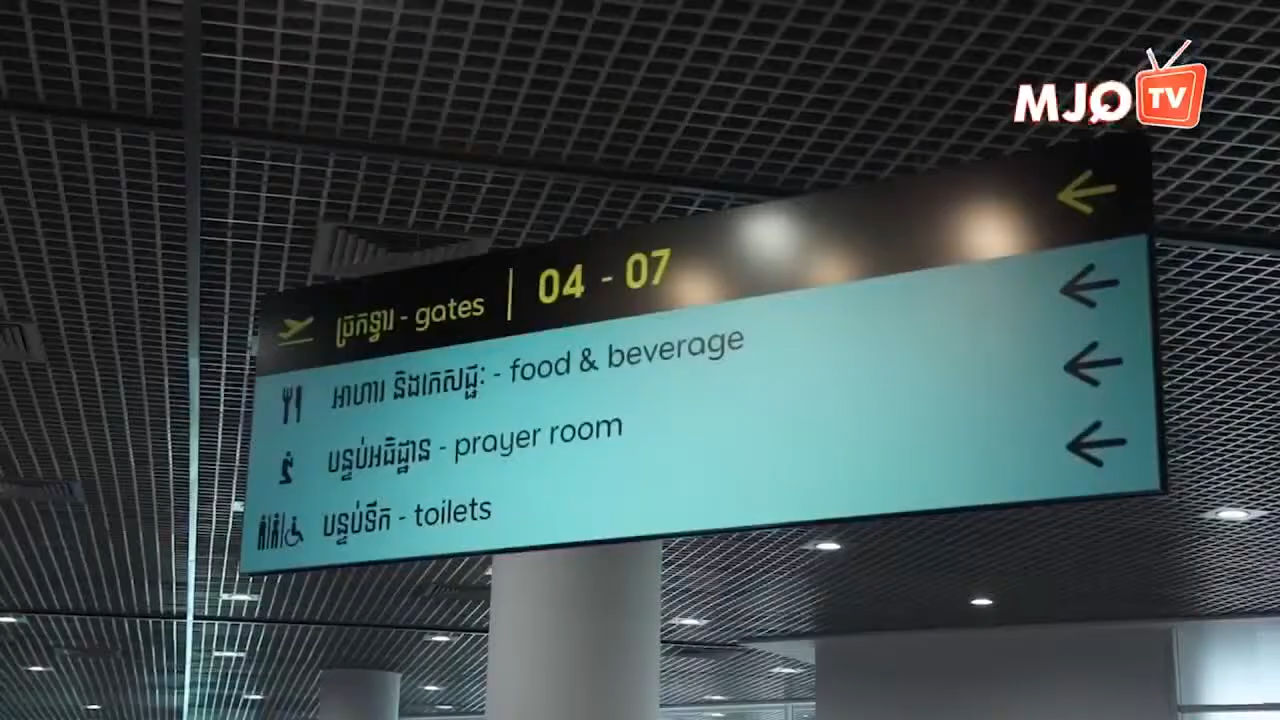 MJQ TV
ច្រកទ្វារ - gates | 04 - 07
អាហារ និងភេសជ្ជៈ - food & beverage
បន្ទប់អធិដ្ឋាន - prayer room
បន្ទប់ទឹក - toilets